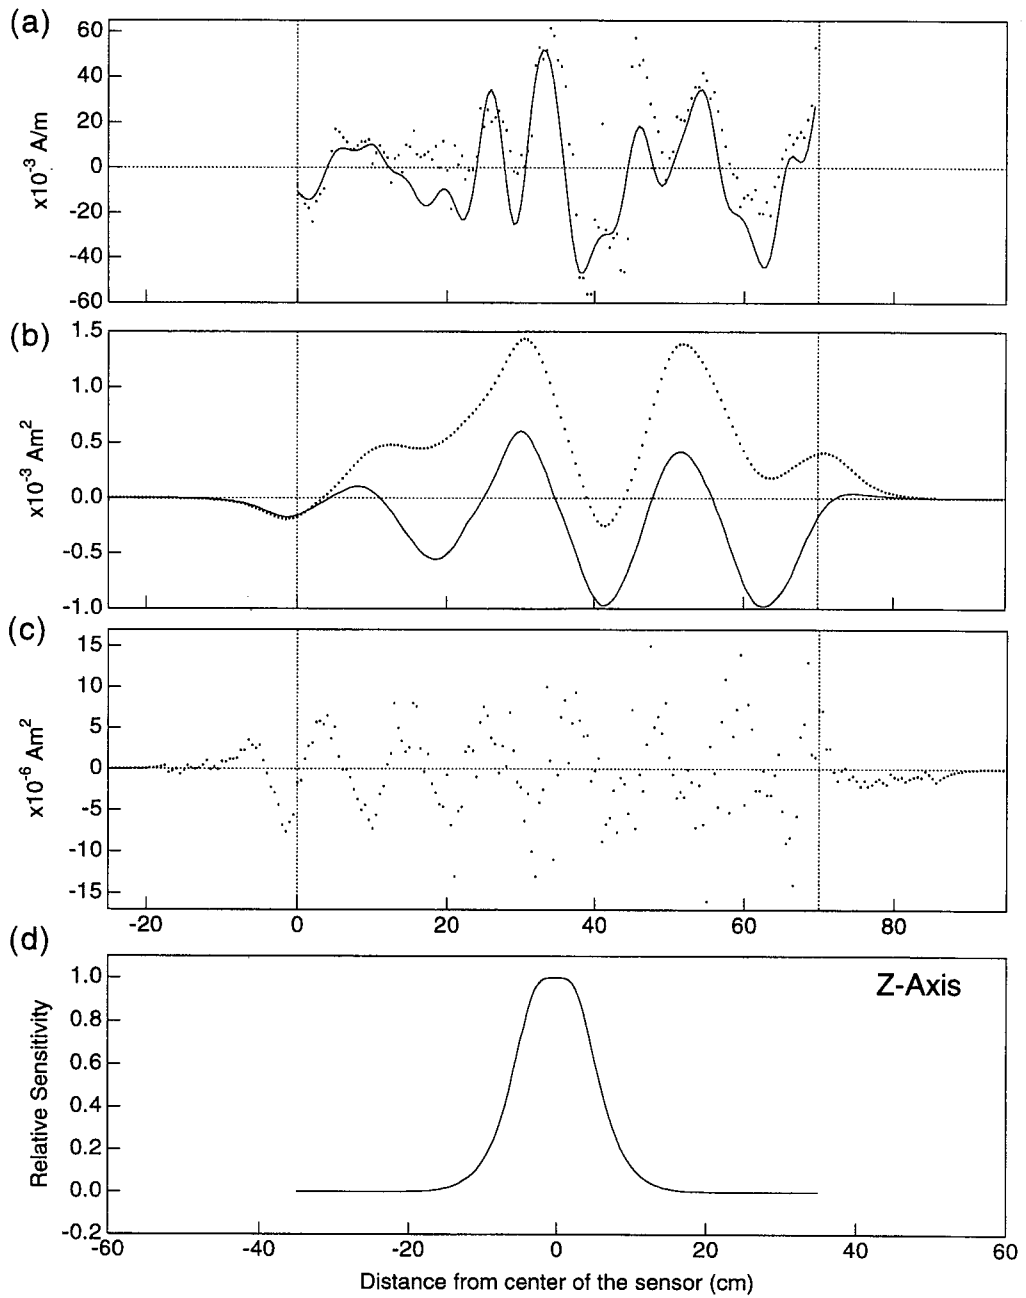 (a)
60
40
20
0
-20
-40
-60
x10⁻³ A/m
(b)
1.5
1.0
0.5
0.0
-0.5
-1.0
x10⁻³ Am²
(c)
15
10
5
0
-5
-10
-15
x10⁻⁶ Am²
-20 0 20 40 60 80
(d)
Z-Axis
1.0
0.8
0.6
0.4
0.2
0.0
-0.2
Relative Sensitivity
-60 -40 -20 0 20 40 60
Distance from center of the sensor (cm)